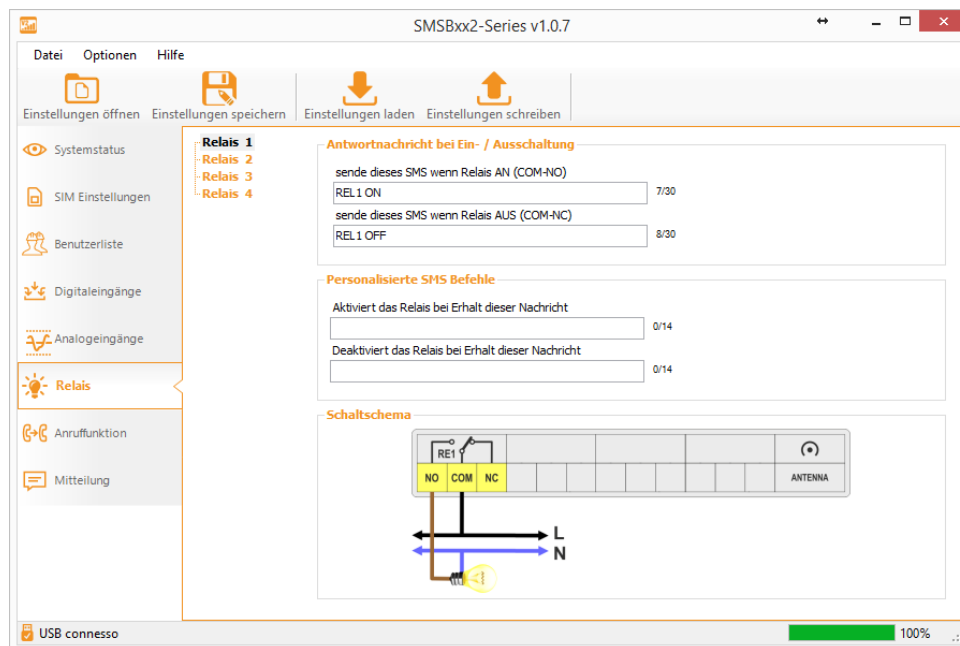 SMSBxx2-Series v1.0.7
Datei Optionen Hilfe
Einstellungen öffnen Einstellungen speichern Einstellungen laden Einstellungen schreiben
Systemstatus
SIM Einstellungen
Benutzerliste
Digitaleingänge
Analogeingänge
Relais
Anruffunktion
Mitteilung
Relais 1
Relais 2
Relais 3
Relais 4
Antwortnachricht bei Ein- / Ausschaltung
sende dieses SMS wenn Relais AN (COM-NO)
REL1 ON 7/30
sende dieses SMS wenn Relais AUS (COM-NC)
REL1 OFF 8/30
Personalisierte SMS Befehle
Aktiviert das Relais bei Erhalt dieser Nachricht
0/14
Deaktiviert das Relais bei Erhalt dieser Nachricht
0/14
Schaltschema
RE1
NO COM NC ANTENNA
L
N
USB connesso 100%